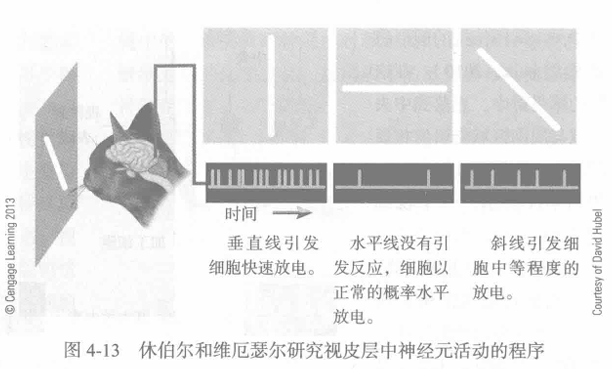 © Cengage Learning 2013
时间
垂直线引发
细胞快速放电。
水平线没有引
发反应，细胞以
正常的概率水平
放电。
斜线引发细
胞中等程度的
放电。
Courtesy of David Hubel
图 4-13 休伯尔和维厄瑟尔研究视皮层中神经元活动的程序